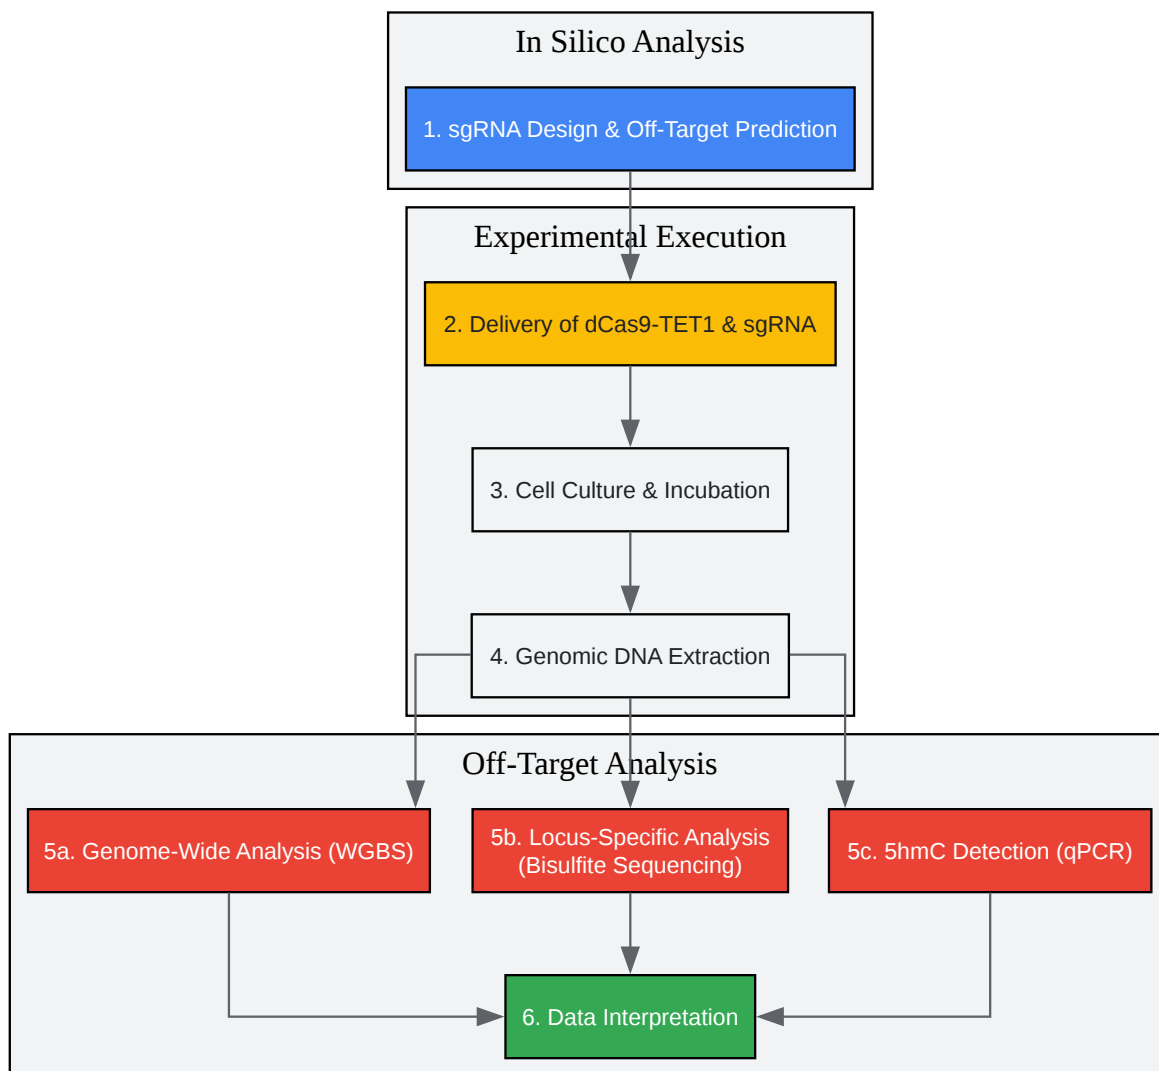 In Silico Analysis
1. sgRNA Design & Off-Target Prediction
Experimental Execution
2. Delivery of dCas9-TET1 & sgRNA
3. Cell Culture & Incubation
4. Genomic DNA Extraction
Off-Target Analysis
5a. Genome-Wide Analysis (WGBS)
5b. Locus-Specific Analysis
(Bisulfite Sequencing)
5c. 5hmC Detection (qPCR)
6. Data Interpretation